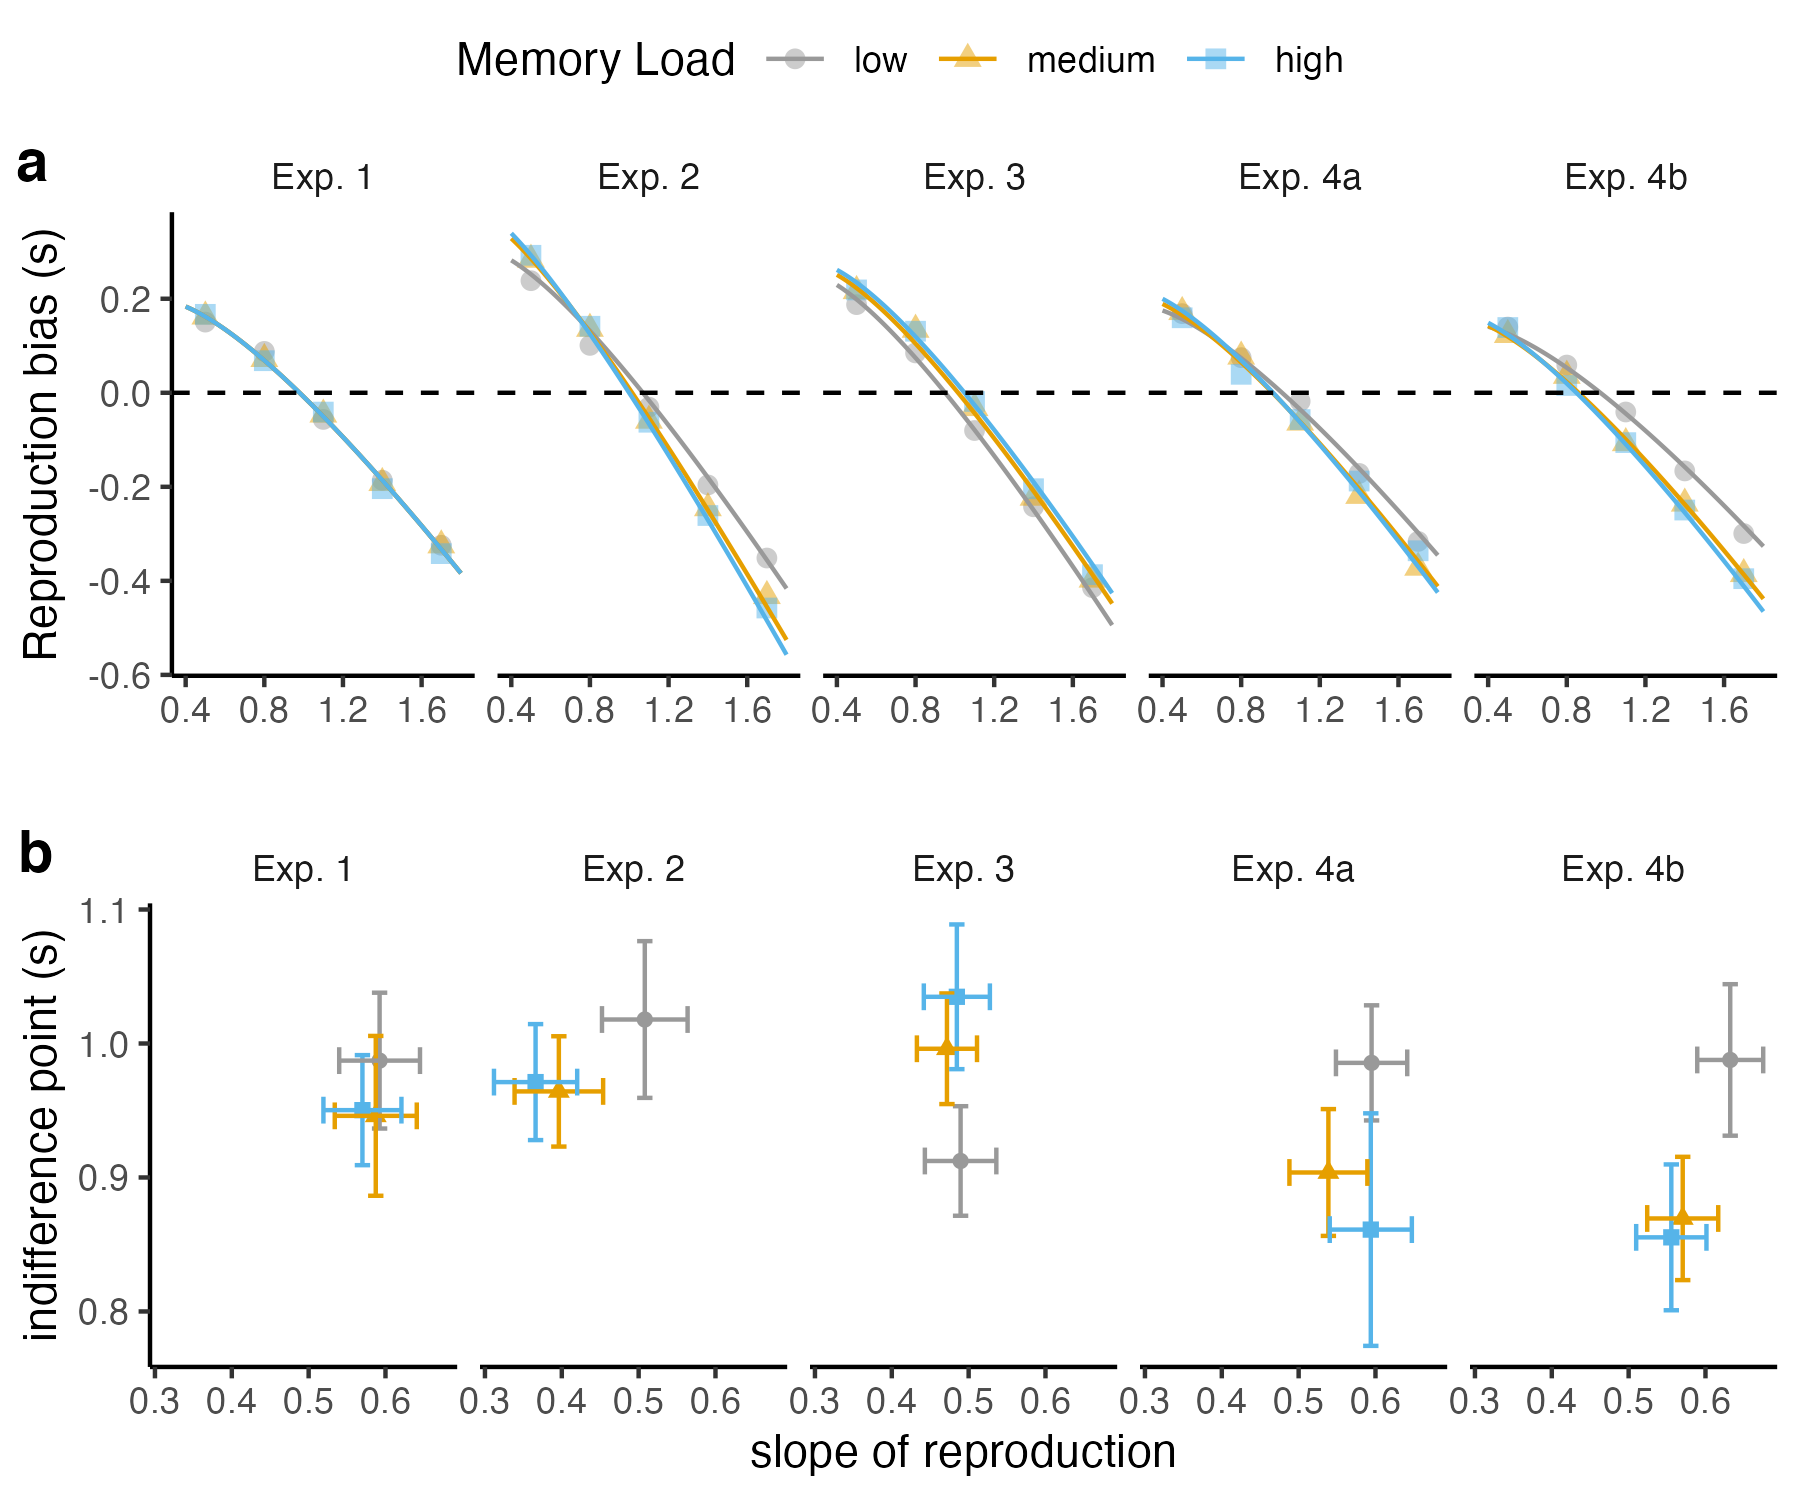 Memory Load low medium high
a
Exp. 1 Exp. 2 Exp. 3 Exp. 4a Exp. 4b
Reproduction bias (s)
0.2
0.0
-0.2
-0.4
-0.6
0.4 0.8 1.2 1.6 0.4 0.8 1.2 1.6 0.4 0.8 1.2 1.6 0.4 0.8 1.2 1.6 0.4 0.8 1.2 1.6
b
Exp. 1 Exp. 2 Exp. 3 Exp. 4a Exp. 4b
indifference point (s)
1.1
1.0
0.9
0.8
0.3 0.4 0.5 0.6 0.3 0.4 0.5 0.6 0.3 0.4 0.5 0.6 0.3 0.4 0.5 0.6 0.3 0.4 0.5 0.6
slope of reproduction